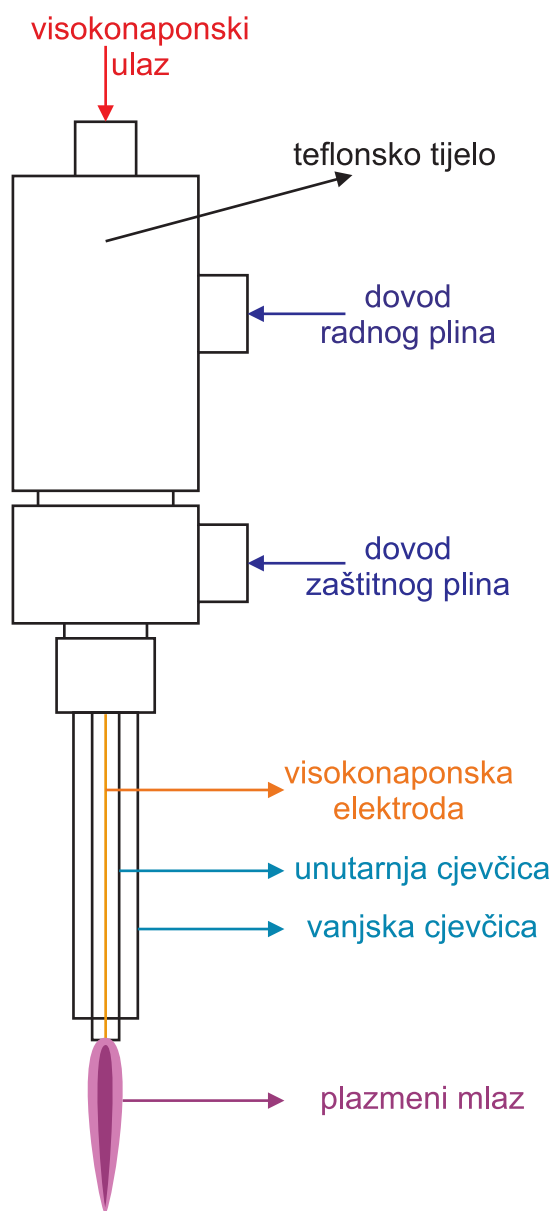 visokonaponski
ulaz
teflonsko tijelo
dovod
radnog plina
dovod
zaštitnog plina
visokonaponska
elektroda
unutarnja cjevčica
vanjska cjevčica
plazmeni mlaz